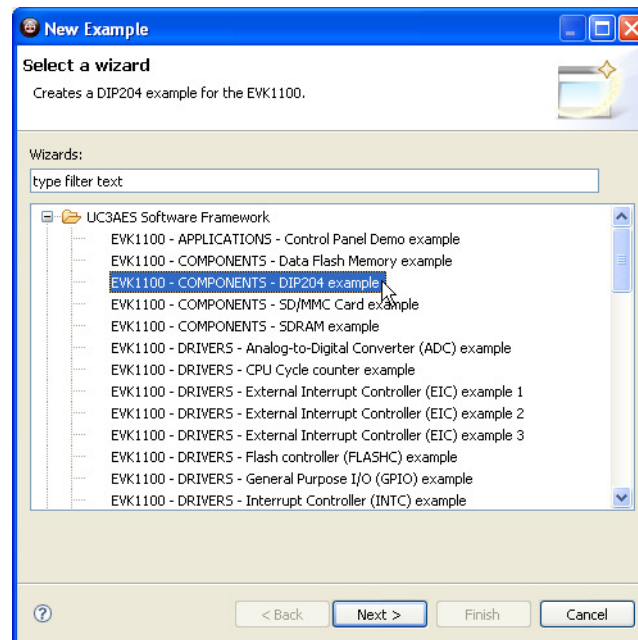 New Example
Select a wizard
Creates a DIP204 example for the EVK1100.
Wizards:
type filter text
UC3AES Software Framework
EVK1100 - APPLICATIONS - Control Panel Demo example
EVK1100 - COMPONENTS - Data Flash Memory example
EVK1100 - COMPONENTS - DIP204 example
EVK1100 - COMPONENTS - SD/MMC Card example
EVK1100 - COMPONENTS - SDRAM example
EVK1100 - DRIVERS - Analog-to-Digital Converter (ADC) example
EVK1100 - DRIVERS - CPU Cycle counter example
EVK1100 - DRIVERS - External Interrupt Controller (EIC) example 1
EVK1100 - DRIVERS - External Interrupt Controller (EIC) example 2
EVK1100 - DRIVERS - External Interrupt Controller (EIC) example 3
EVK1100 - DRIVERS - Flash controller (FLASHC) example
EVK1100 - DRIVERS - General Purpose I/O (GPIO) example
EVK1100 - DRIVERS - Interrupt Controller (INTC) example
? < Back Next > Finish Cancel